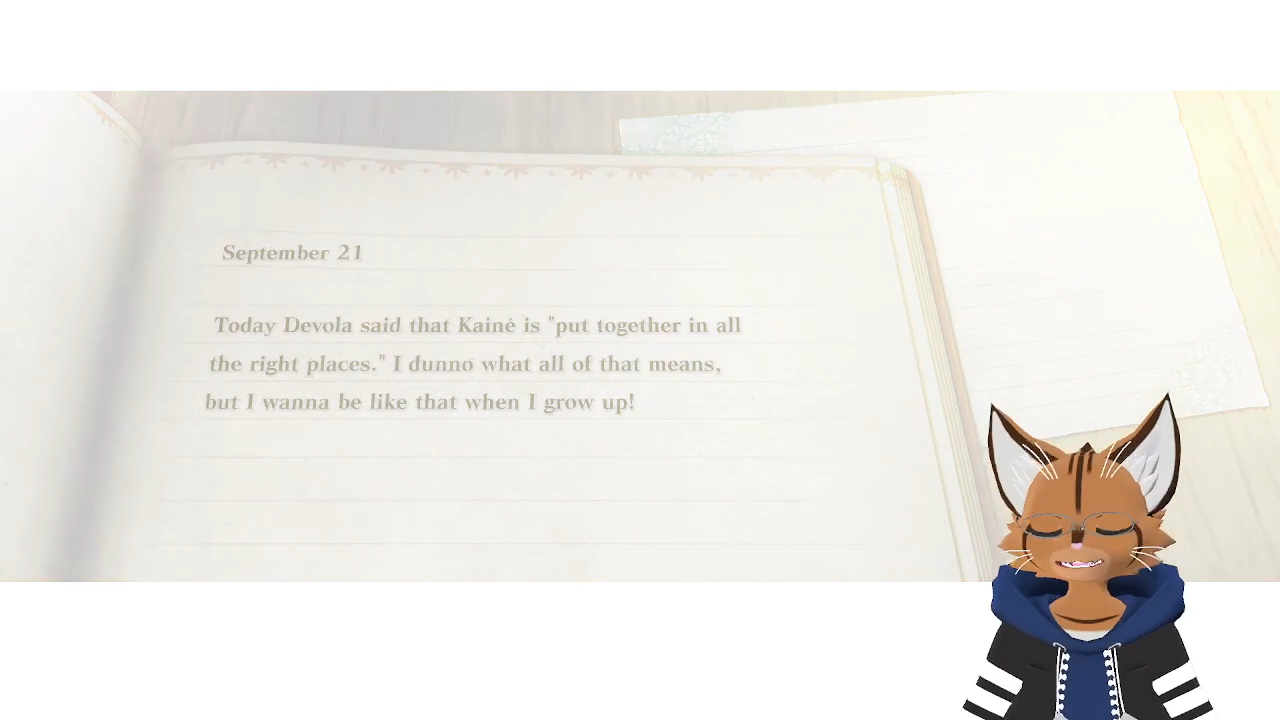 September 21
Today Devola said that Kainé is "put together in all
the right places." I dunno what all of that means,
but I wanna be like that when I grow up!